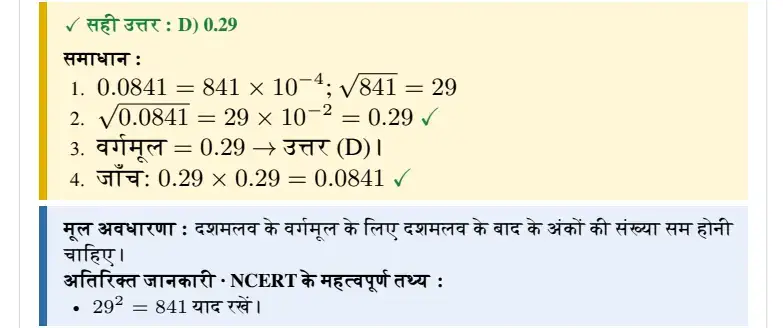 ✓ सही उत्तर : D) 0.29
समाधान :
1. 0.0841 = 841 × 10⁻⁴; √841 = 29
2. √0.0841 = 29 × 10⁻² = 0.29 ✓
3. वर्गमूल = 0.29 → उत्तर (D)।
4. जाँच: 0.29 × 0.29 = 0.0841 ✓
मूल अवधारणा : दशमलव के वर्गमूल के लिए दशमलव के बाद के अंकों की संख्या सम होनी
चाहिए।
अतिरिक्त जानकारी · NCERT के महत्वपूर्ण तथ्य :
• 29² = 841 याद रखें।